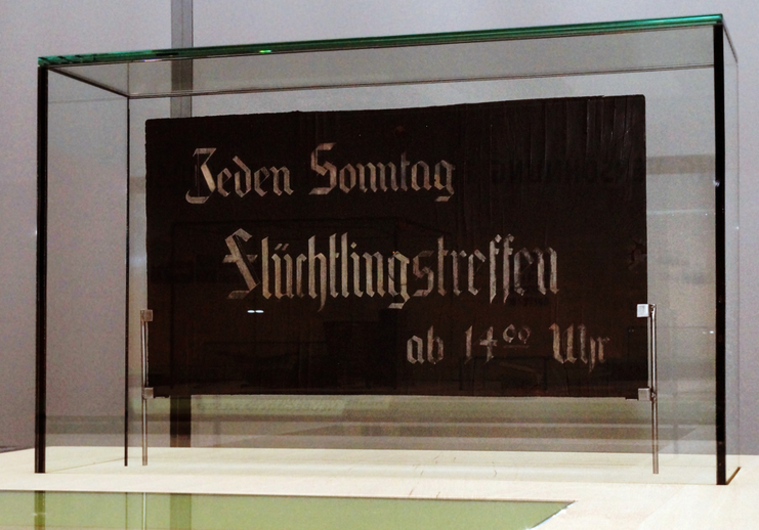 Jeden Sonntag
Flüchtlingstreffen
ab 14⁰⁰ Uhr